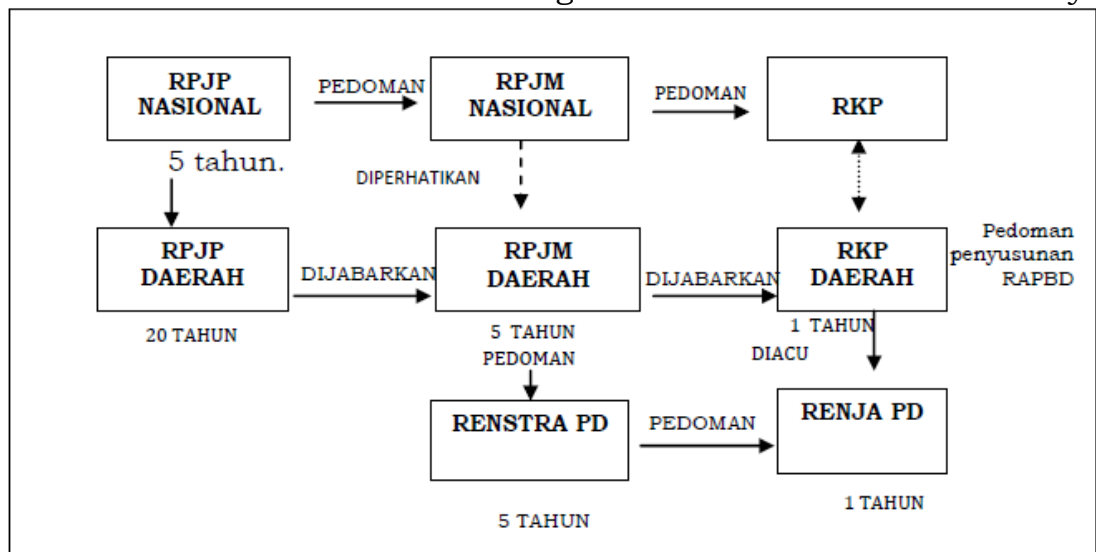 RPJP
NASIONAL
PEDOMAN
RPJM
NASIONAL
PEDOMAN
RKP
5 tahun.
DIPERHATIKAN
RPJP
DAERAH
DIJABARKAN
RPJM
DAERAH
DIJABARKAN
RKP
DAERAH
Pedoman
penyusunan
RAPBD
20 TAHUN
5 TAHUN
PEDOMAN
1 TAHUN
DIACU
RENSTRA PD
PEDOMAN
RENJA PD
5 TAHUN
1 TAHUN